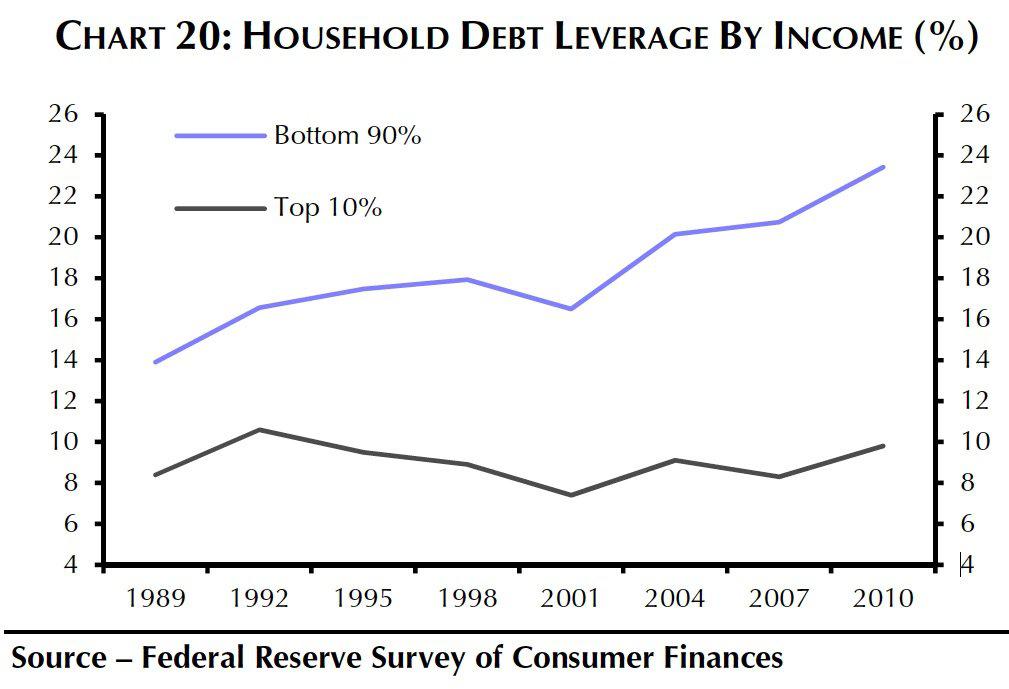 CHART 20: HOUSEHOLD DEBT LEVERAGE BY INCOME (%)
26 26
Bottom 90%
24 24
22 22
Top 10%
20 20
18 18
16 16
14 14
12 12
10 10
8 8
6 6
4 4
1989 1992 1995 1998 2001 2004 2007 2010
Source – Federal Reserve Survey of Consumer Finances